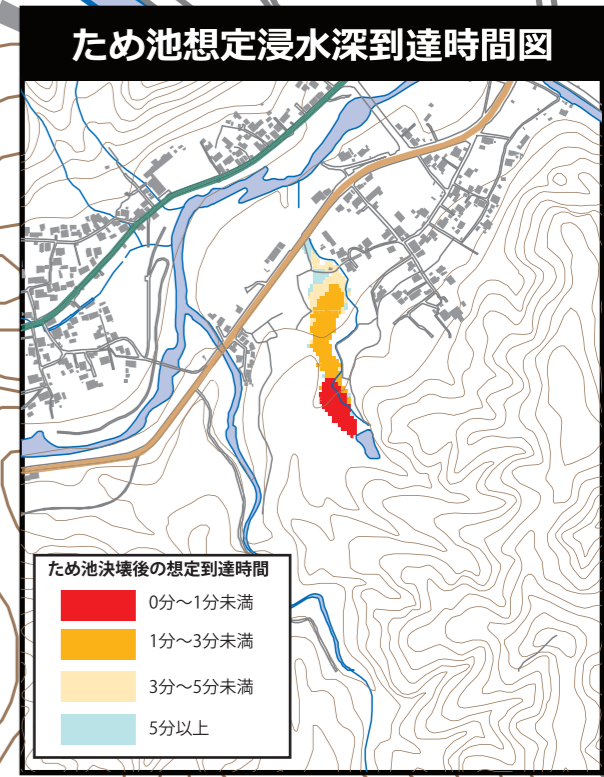 ため池想定浸水深到達時間図
ため池決壊後の想定到達時間
0分～1分未満
1分～3分未満
3分～5分未満
5分以上